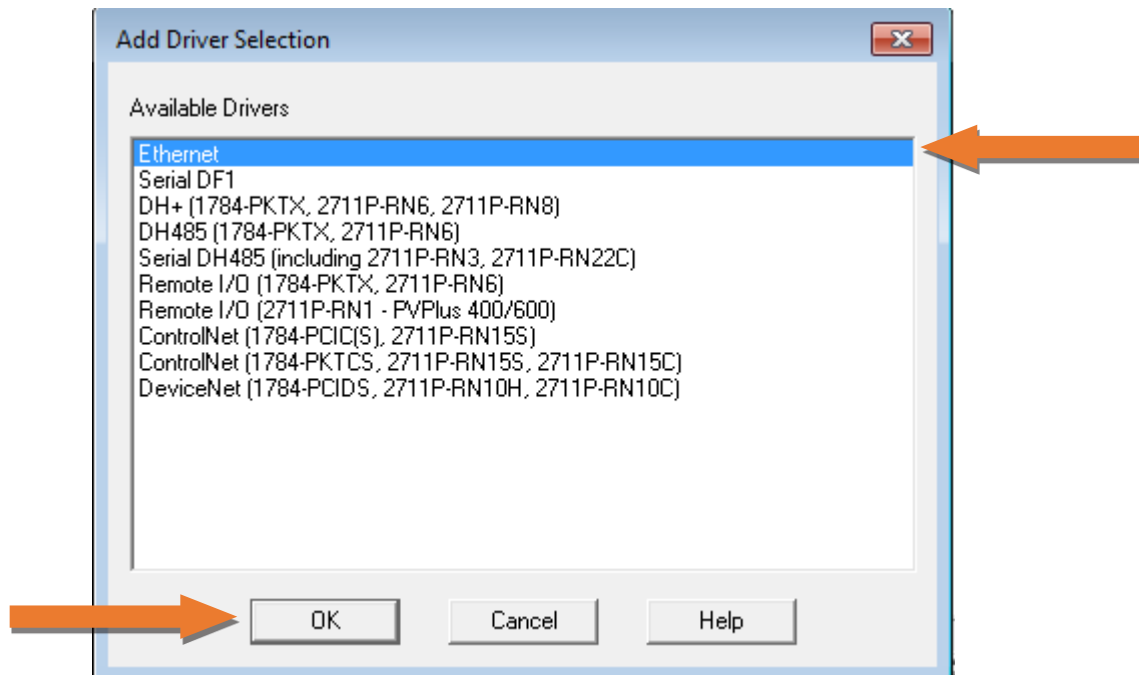 Add Driver Selection
Available Drivers
Ethernet
Serial DF1
DH+ (1784-PKTX, 2711P-RN6, 2711P-RN8)
DH485 (1784-PKTX, 2711P-RN6)
Serial DH485 (including 2711P-RN3, 2711P-RN22C)
Remote I/O (1784-PKTX, 2711P-RN6)
Remote I/O (2711P-RN1 - PVPlus 400/600)
ControlNet (1784-PCIC(S), 2711P-RN15S)
ControlNet (1784-PKTCS, 2711P-RN15S, 2711P-RN15C)
DeviceNet (1784-PCIDS, 2711P-RN10H, 2711P-RN10C)
OK Cancel Help